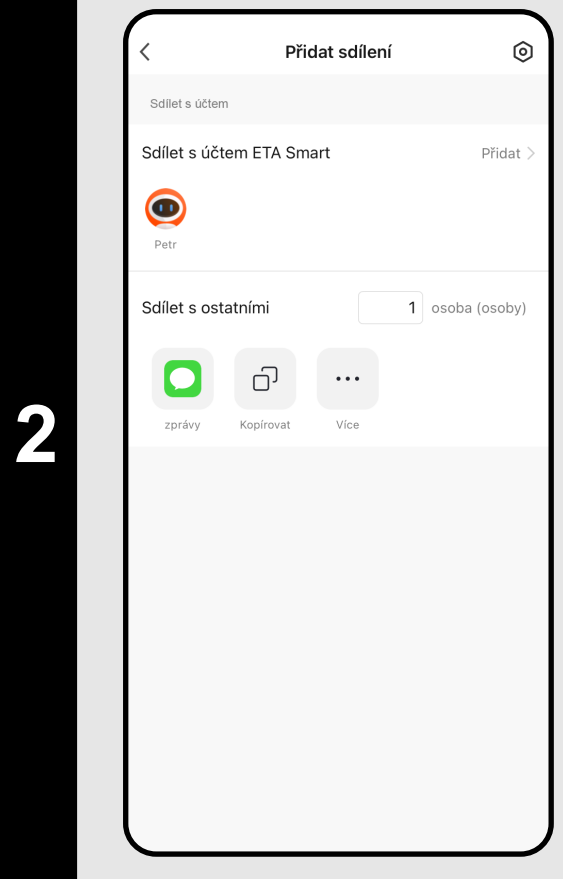 2
Přidat sdílení
Sdílet s účtem
Sdílet s účtem ETA Smart Přidat
Petr
Sdílet s ostatními 1 osoba (osoby)
zprávy Kopírovat Více